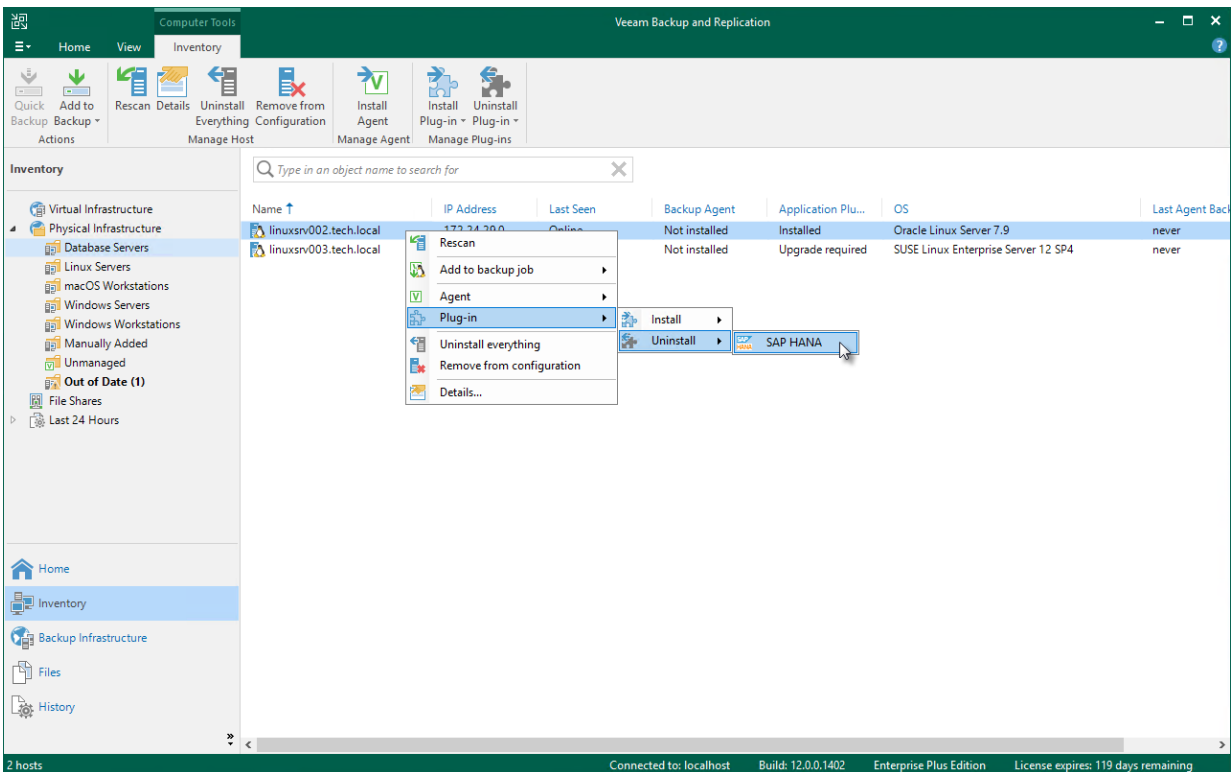 Computer Tools
Veeam Backup and Replication
Home View Inventory
Quick Backup
Add to Backup
Rescan
Details
Uninstall Everything
Remove from Configuration
Install Agent
Install Plug-in
Uninstall Plug-in
Actions
Manage Host
Manage Agent
Manage Plug-ins
Inventory
Type in an object name to search for
Virtual Infrastructure
Physical Infrastructure
Database Servers
Linux Servers
macOS Workstations
Windows Servers
Windows Workstations
Manually Added
Unmanaged
Out of Date (1)
File Shares
Last 24 Hours
Name IP Address Last Seen Backup Agent Application Plu... OS Last Agent Back
linuxsrv002.tech.local 172.24.29.0 Online Not installed Installed Oracle Linux Server 7.9 never
linuxsrv003.tech.local Not installed Upgrade required SUSE Linux Enterprise Server 12 SP4 never
Rescan
Add to backup job
Agent
Plug-in
Uninstall everything
Remove from configuration
Details...
Install
Uninstall
SAP HANA
Home
Inventory
Backup Infrastructure
Files
History
2 hosts
Connected to: localhost
Build: 12.0.0.1402
Enterprise Plus Edition
License expires: 119 days remaining